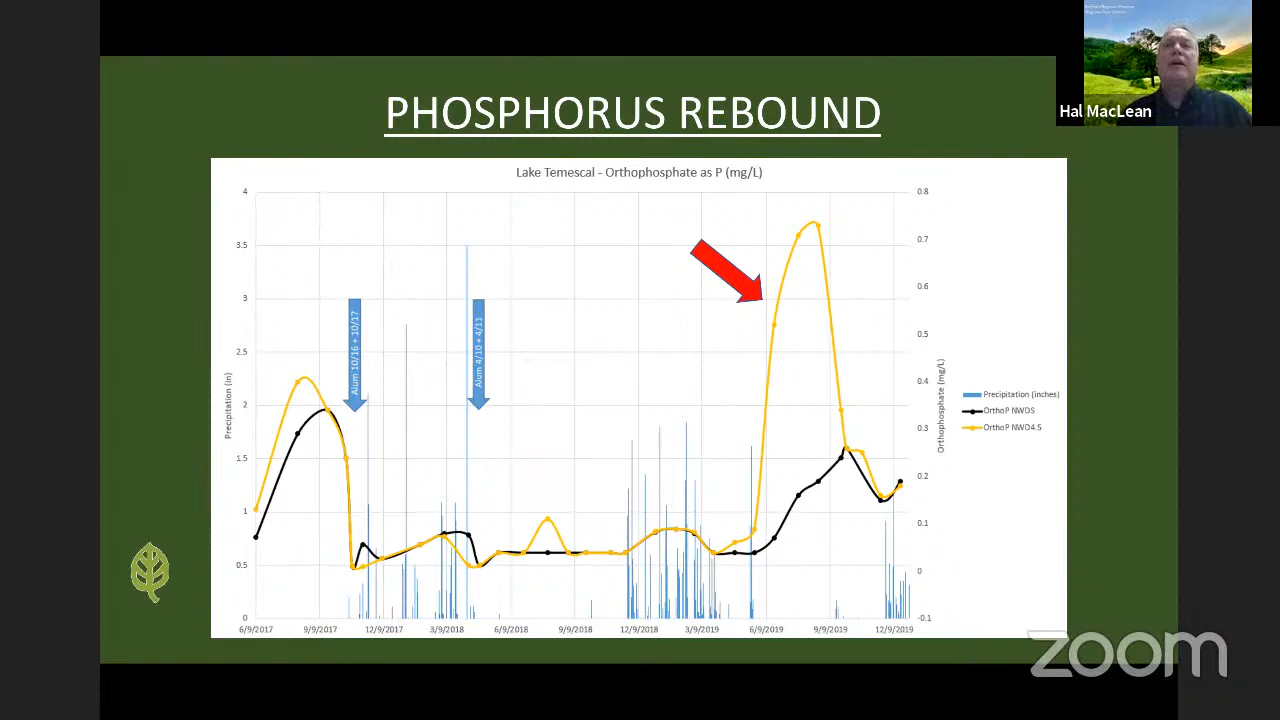 Hal MacLean
PHOSPHORUS REBOUND
Lake Temescal - Orthophosphate as P (mg/L)
4
3.5
3
2.5
2
1.5
1
0.5
0
Precipitation (in)
Alum 10/16 + 10/17
Alum 4/10 + 4/11
0.8
0.7
0.6
0.5
0.4
0.3
0.2
0.1
0
-0.1
Orthophosphate (mg/L)
Precipitation (inches)
OrthoP NWDS
OrthoP NWD4.5
6/9/2017
9/9/2017
12/9/2017
3/9/2018
6/9/2018
9/9/2018
12/9/2018
3/9/2019
6/9/2019
9/9/2019
12/9/2019
zoom